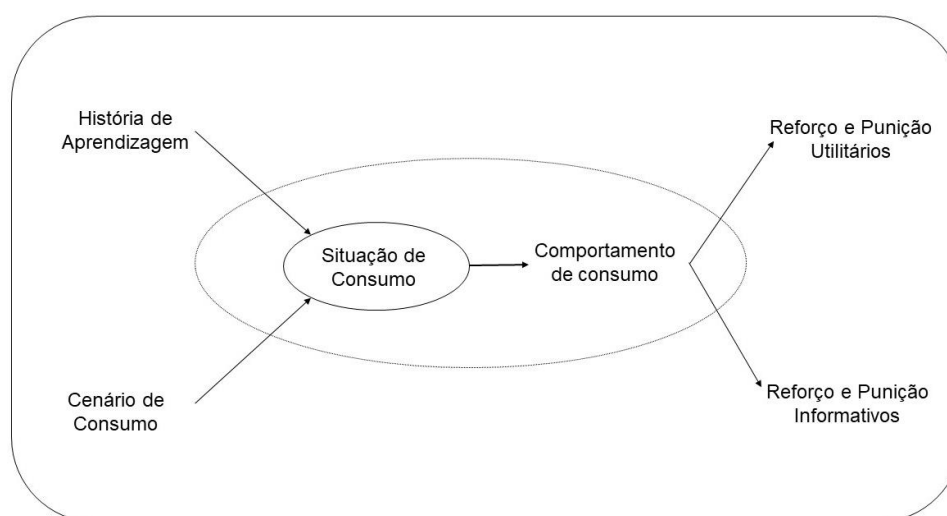 História de
Aprendizagem
Reforço e Punição
Utilitários
Situação de
Consumo
Comportamento
de consumo
Cenário de
Consumo
Reforço e Punição
Informativos